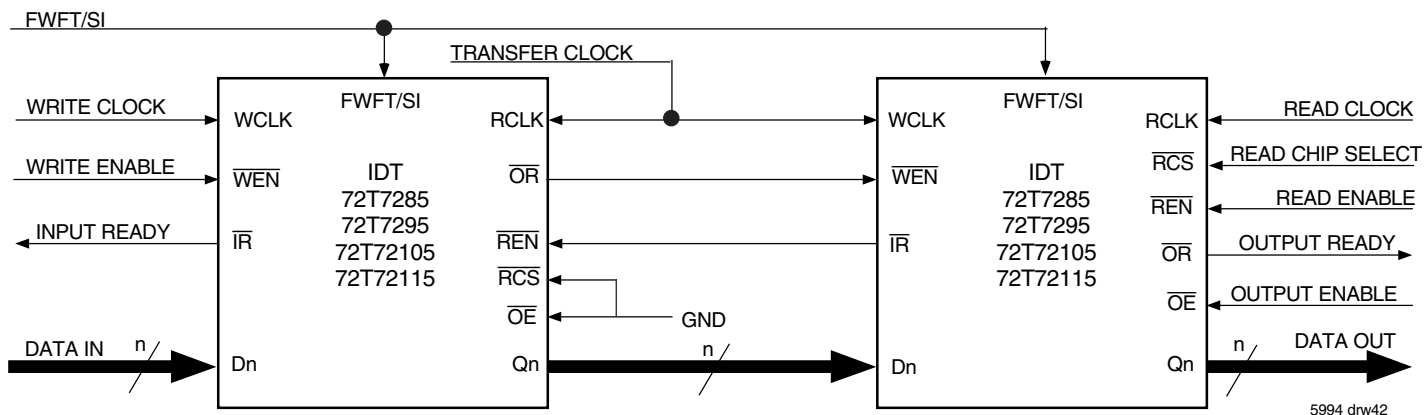 FWFT/SI
TRANSFER CLOCK
WRITE CLOCK
WRITE ENABLE
INPUT READY
DATA IN
n
FWFT/SI
WCLK
RCLK
WEN
OR
IDT
72T7285
72T7295
72T72105
72T72115
IR
REN
RCS
OE
Dn
Qn
GND
n
FWFT/SI
WCLK
RCLK
RCS
WEN
IDT
72T7285
72T7295
72T72105
72T72115
REN
IR
OR
OE
Dn
Qn
READ CLOCK
READ CHIP SELECT
READ ENABLE
OUTPUT READY
OUTPUT ENABLE
n
DATA OUT
5994 drw42